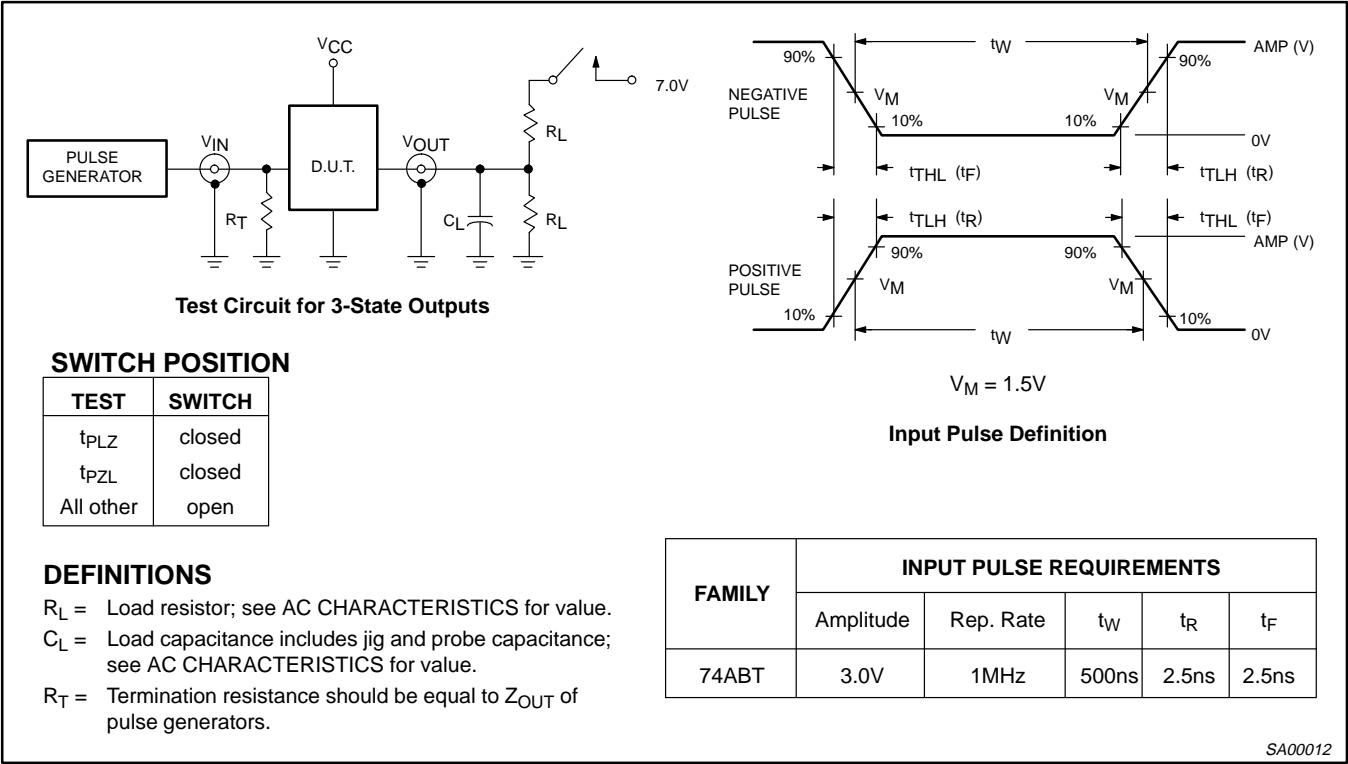 VCC
7.0V
RL
VIN
VOUT
PULSE
GENERATOR
D.U.T.
RT
CL
RL
Test Circuit for 3-State Outputs
tW
AMP (V)
90%
90%
NEGATIVE
PULSE
VM
VM
10%
10%
0V
tTHL (tF)
tTLH (tR)
tTLH (tR)
tTHL (tF)
AMP (V)
90%
90%
POSITIVE
PULSE
VM
VM
10%
10%
tW
0V
VM = 1.5V
Input Pulse Definition
SWITCH POSITION
TEST SWITCH
tPLZ closed
tPZL closed
All other open
DEFINITIONS
RL = Load resistor; see AC CHARACTERISTICS for value.
CL = Load capacitance includes jig and probe capacitance;
see AC CHARACTERISTICS for value.
RT = Termination resistance should be equal to ZOUT of
pulse generators.
FAMILY INPUT PULSE REQUIREMENTS
Amplitude Rep. Rate tW tR tF
74ABT 3.0V 1MHz 500ns 2.5ns 2.5ns
SA00012